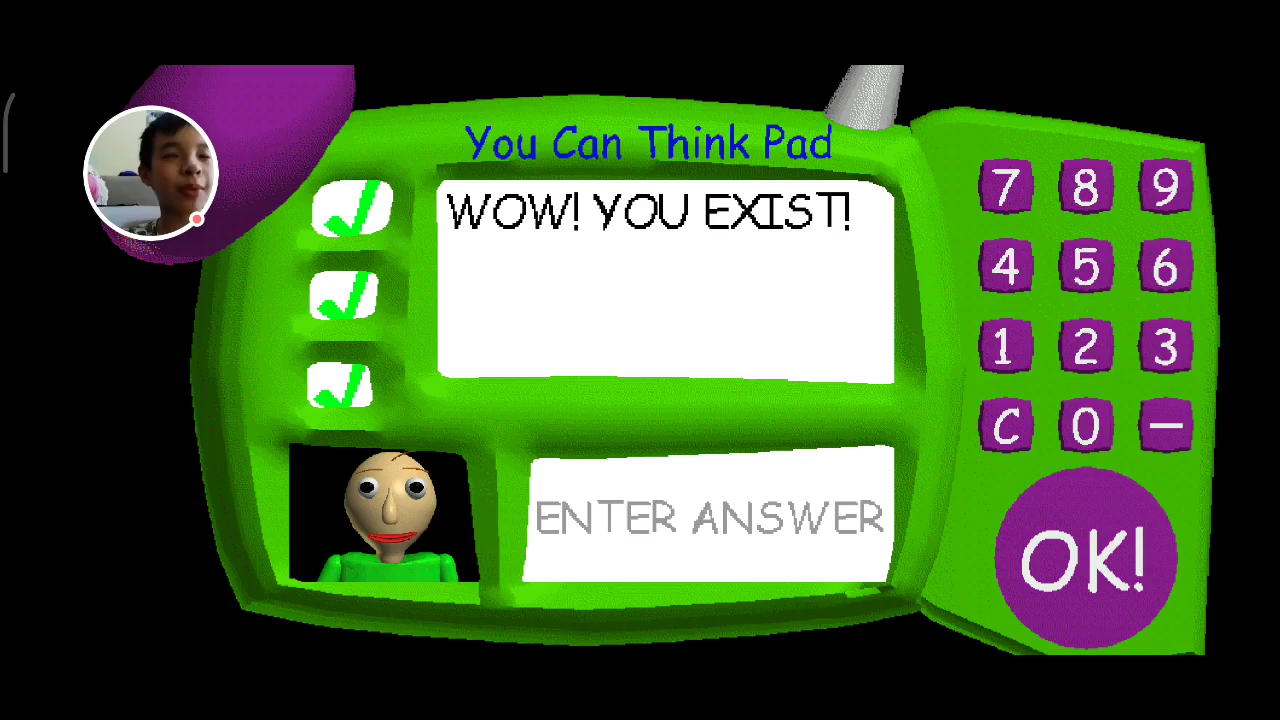 You Can Think Pad
WOW! YOU EXIST!
7 8 9
4 5 6
1 2 3
C 0 —
ENTER ANSWER
OK!